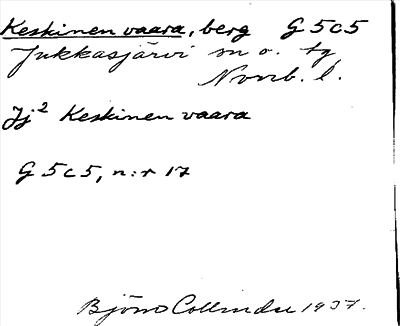 Keskinen vaara, berg G 5 c 5
Jukkasjärvi sn o. tg
Norrb. l.
Jj² Keskinen vaara
G 5 c 5, n:r 17
Björn Collinder 1937.